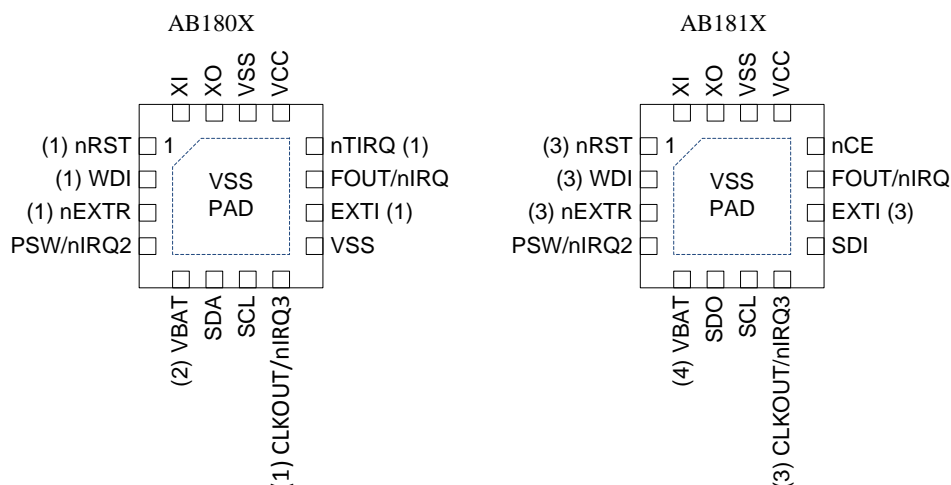 AB180X
XI
XO
VSS
VCC
(1) nRST
1
nTIRQ (1)
(1) WDI
FOUT/nIRQ
(1) nEXTR
EXTI (1)
PSW/nIRQ2
VSS
VSS
PAD
(2) VBAT
SDA
SCL
(1) CLKOUT/nIRQ3
AB181X
XI
XO
VSS
VCC
(3) nRST
1
nCE
(3) WDI
FOUT/nIRQ
(3) nEXTR
EXTI (3)
PSW/nIRQ2
SDI
VSS
PAD
(4) VBAT
SDO
SCL
(3) CLKOUT/nIRQ3